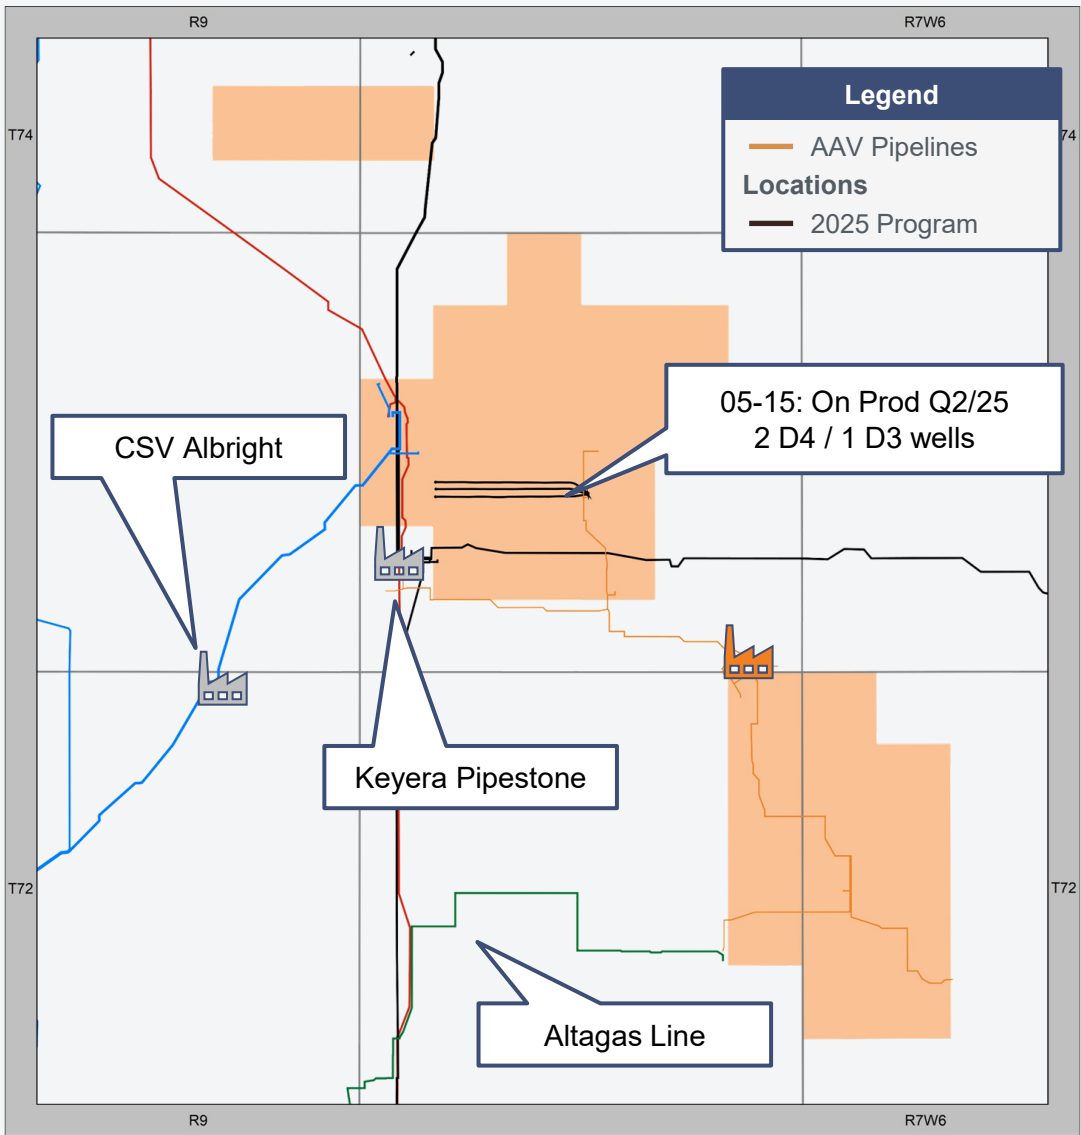 R9
R7W6
Legend
T74
74
AAV Pipelines
Locations
2025 Program
05-15: On Prod Q2/25
2 D4 / 1 D3 wells
CSV Albright
Keyera Pipestone
T72
T72
Altagas Line
R9
R7W6